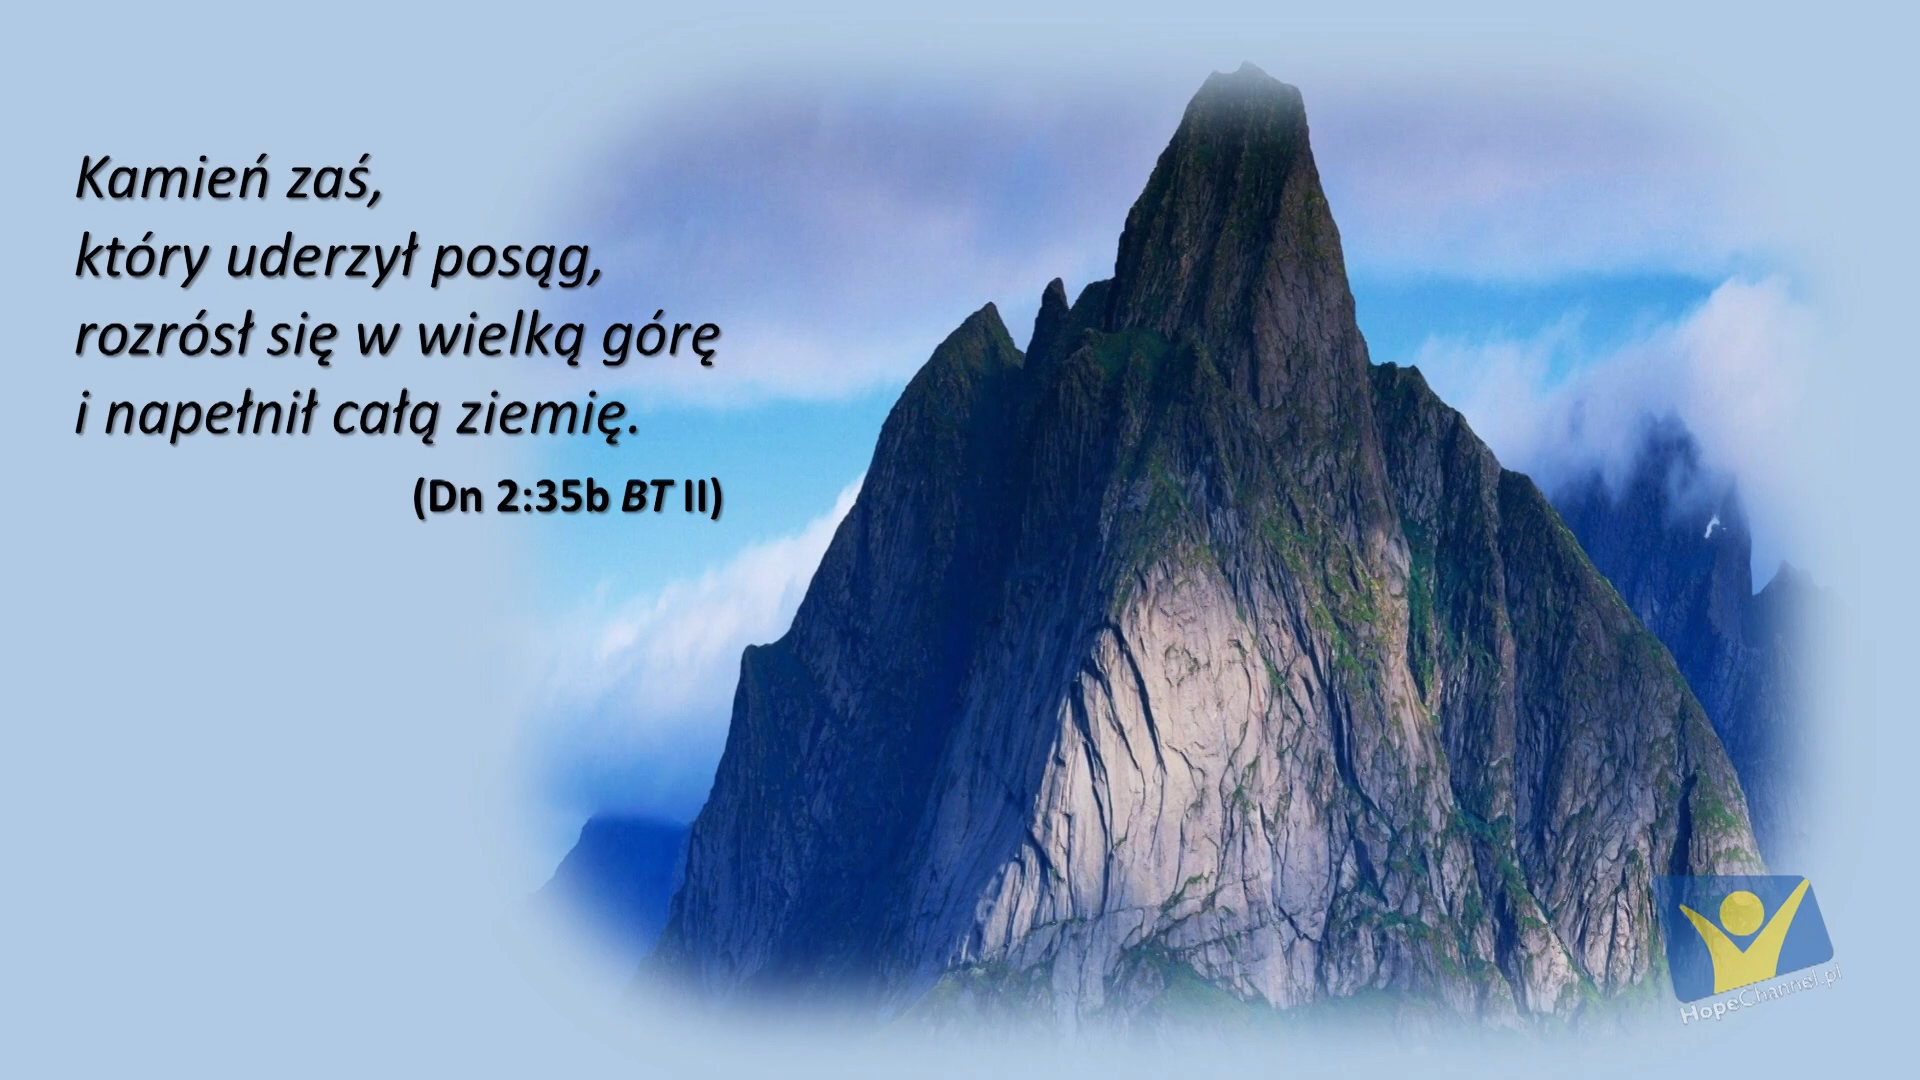 Kamień zaś,
który uderzył posąg,
rozrósł się w wielką górę
i napełnił całą ziemię.
(Dn 2:35b BT II)
HopeChannel.pl